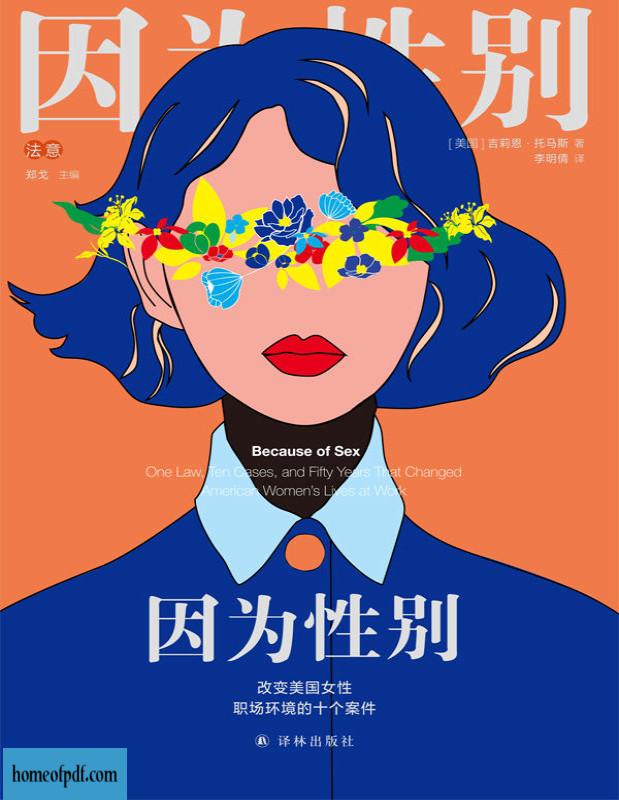 因为性别
法意
郑戈 主编
[美国] 吉莉恩·托马斯 著
李明倩 译
Because of Sex
One Law, Ten Cases, and Fifty Years That Changed
American Women's Lives at Work
因为性别
改变美国女性
职场环境的十个案件
译林出版社
homeofpdf.com